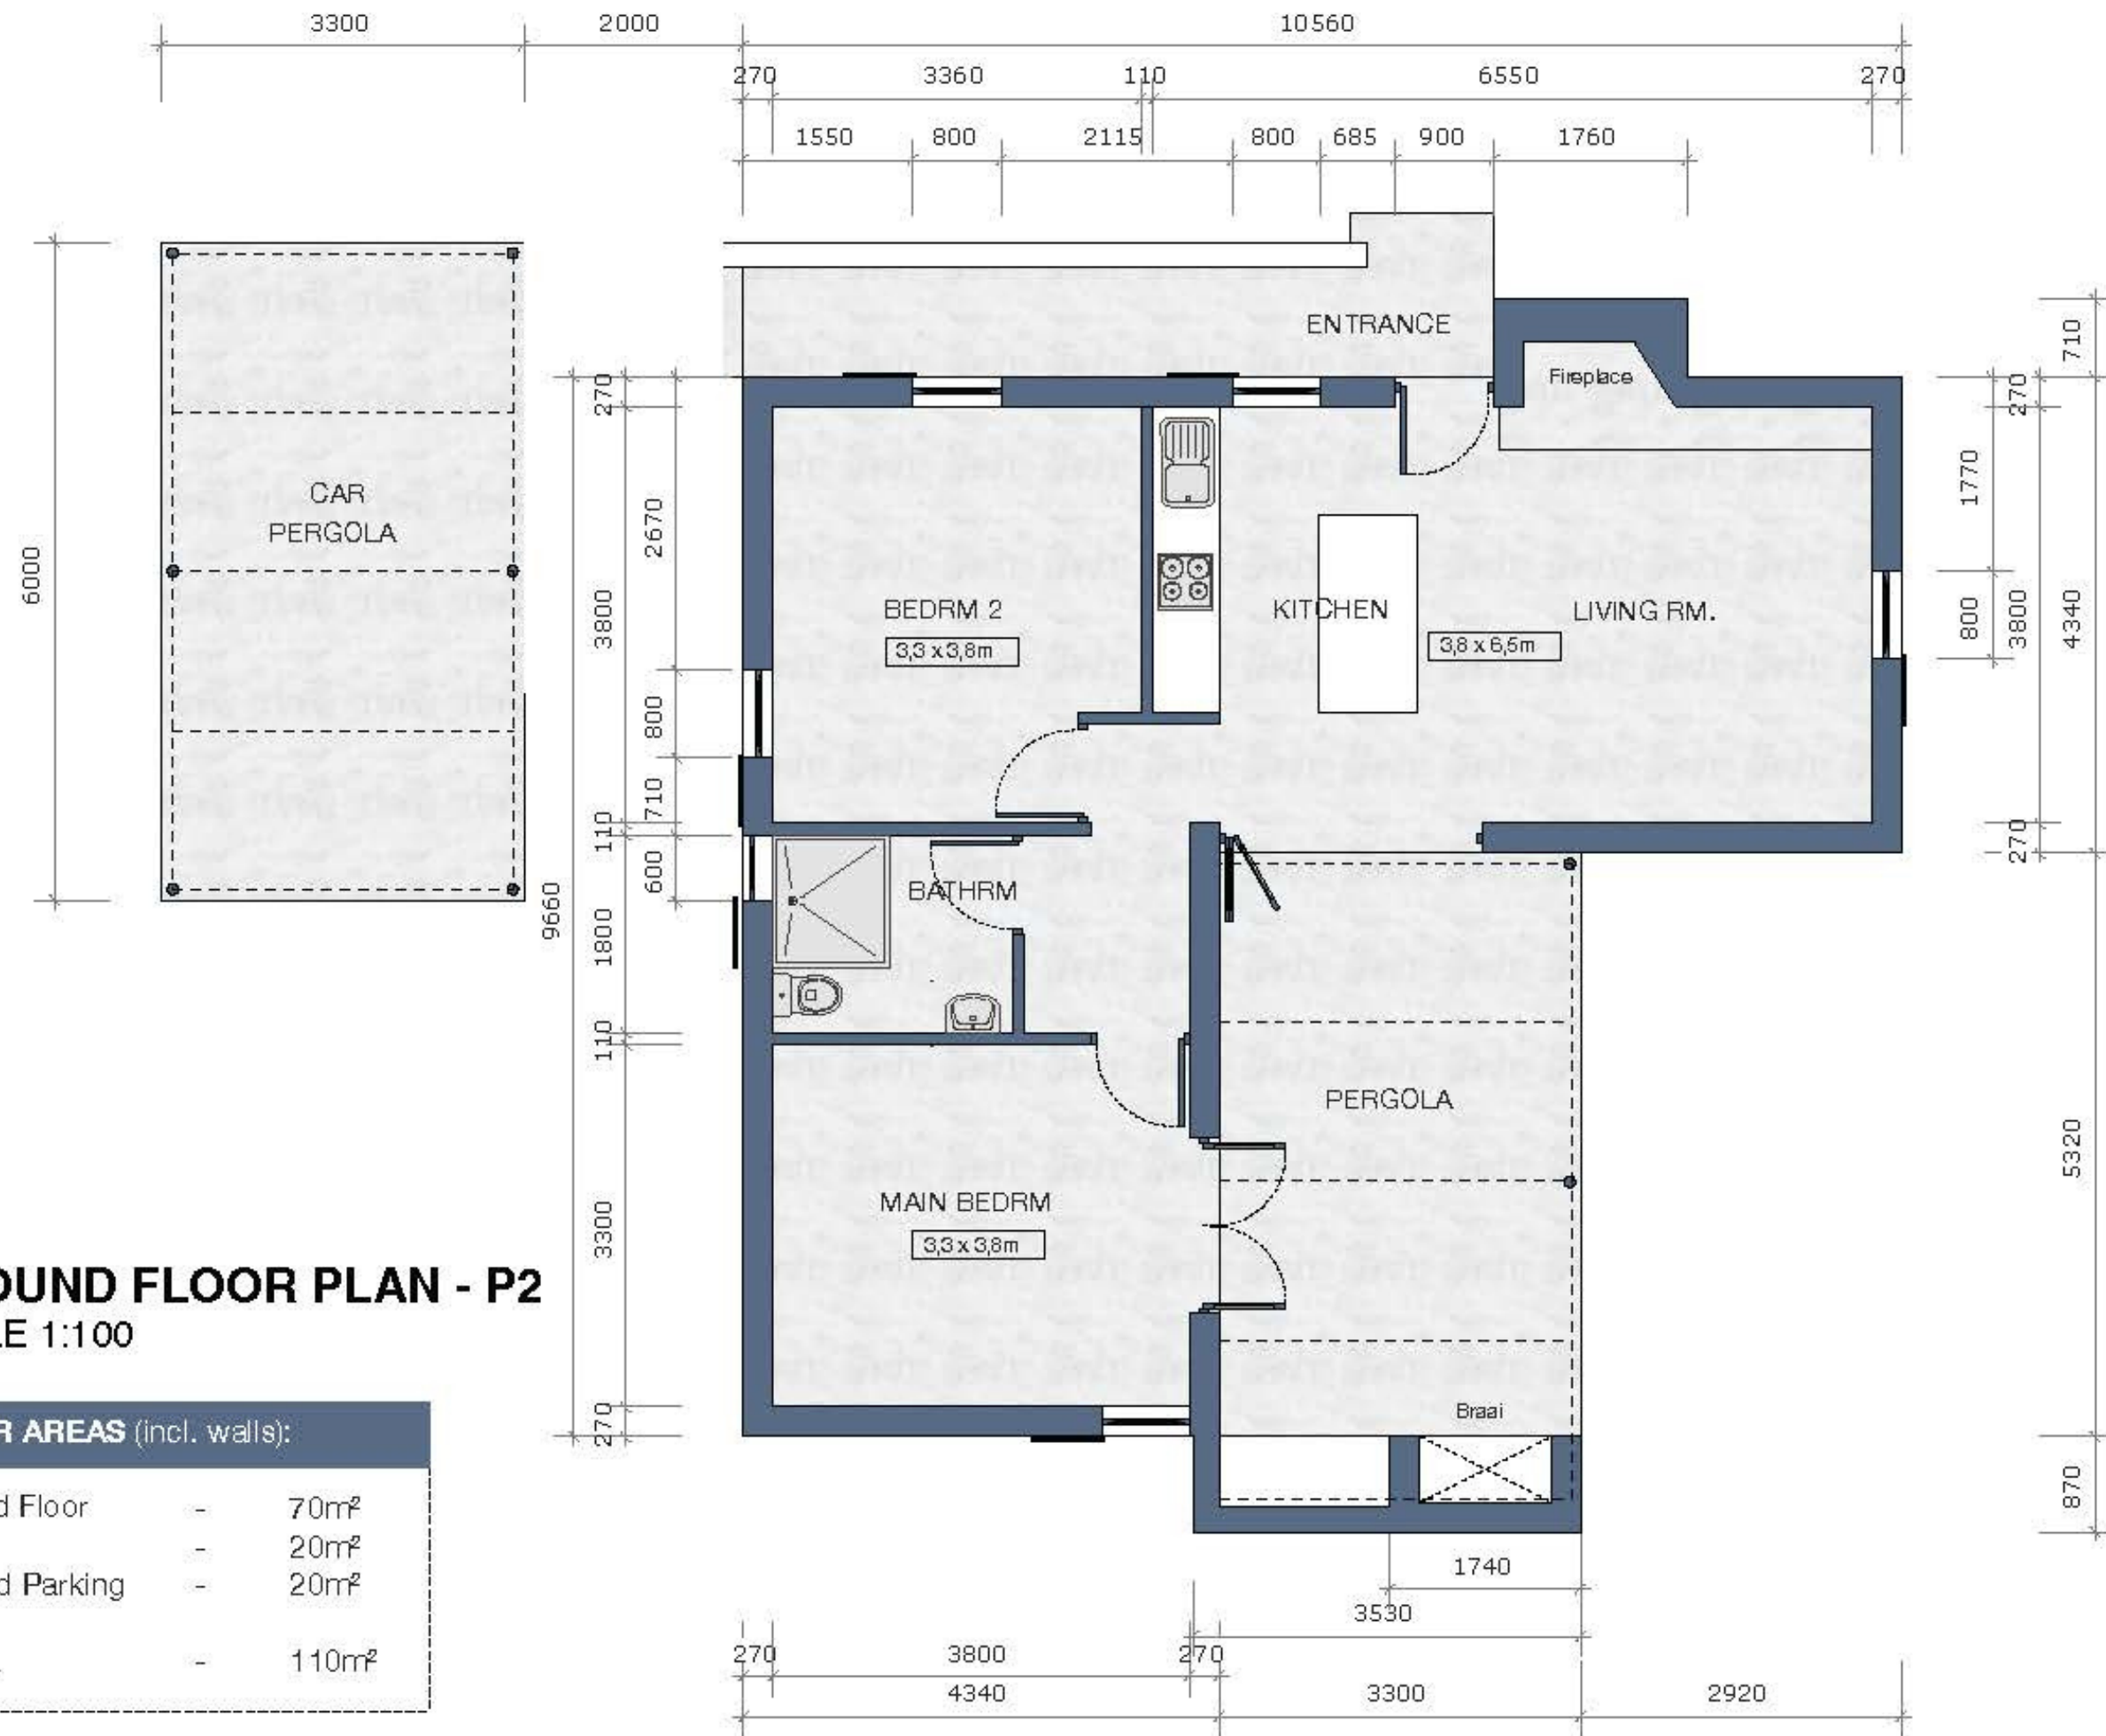 3300
2000
10560
270
3360
110
6550
270
1550
800
2115
800
685
900
1760
ENTRANCE
710
Fireplace
270
270
CAR
PERGOLA
1770
2670
6000
3800
BEDRM 2
3,3 x 3,8m
KITCHEN
LIVING RM.
3,8 x 6,5m
800
3800
4340
800
710
110
270
600
BATHRM
9660
1800
110
PERGOLA
5320
MAIN BEDRM
3,3 x 3,8m
3300
OUND FLOOR PLAN - P2
LE 1:100
270
Braai
R AREAS (incl. walls):
d Floor - 70m²
- 20m²
d Parking - 20m²
- 110m²
870
1740
3530
270
3800
270
4340
3300
2920